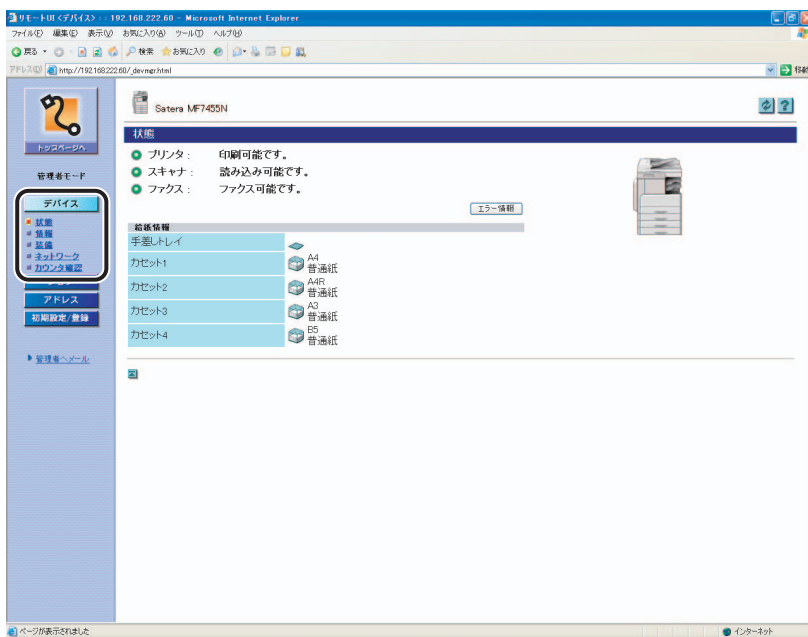 リモートUI <デバイス> : : 192.168.222.60 - Microsoft Internet Explorer
ファイル(F) 編集(E) 表示(V) お気に入り(A) ツール(T) ヘルプ(H)
戻る 検索 お気に入り
アドレス(D) http://192.168.222.60/_devmgr.html 移動
Satera MF7455N
トップページへ
管理者モード
デバイス
状態
情報
装備
ネットワーク
カウンタ確認
アドレス
初期設定/登録
管理者へメール
状態
プリンタ : 印刷可能です。
スキャナ : 読み込み可能です。
ファクス : ファクス可能です。
エラー情報
給紙情報
手差しトレイ
カセット1 A4
普通紙
カセット2 A4R
普通紙
カセット3 A3
普通紙
カセット4 B5
普通紙
ページが表示されました インターネット